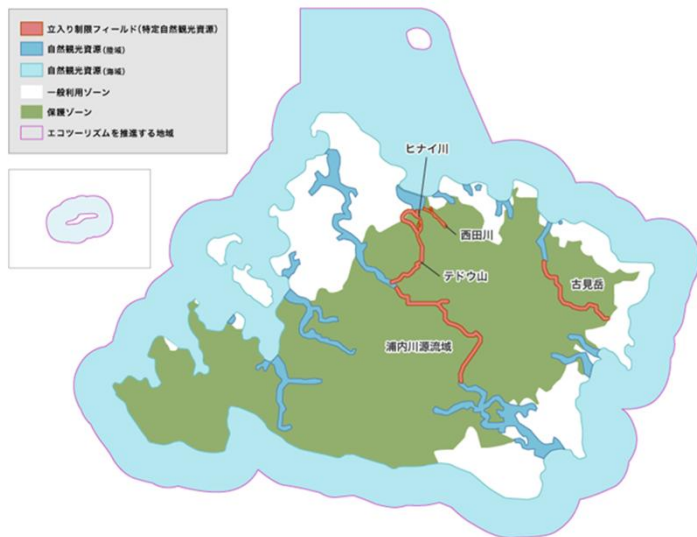 立入り制限フィールド(特定自然観光資源)
自然観光資源(陸域)
自然観光資源(海域)
一般利用ゾーン
保護ゾーン
エコツーリズムを推進する地域
ヒナイ川
西田川
テドウ山
古見岳
浦内川源流域